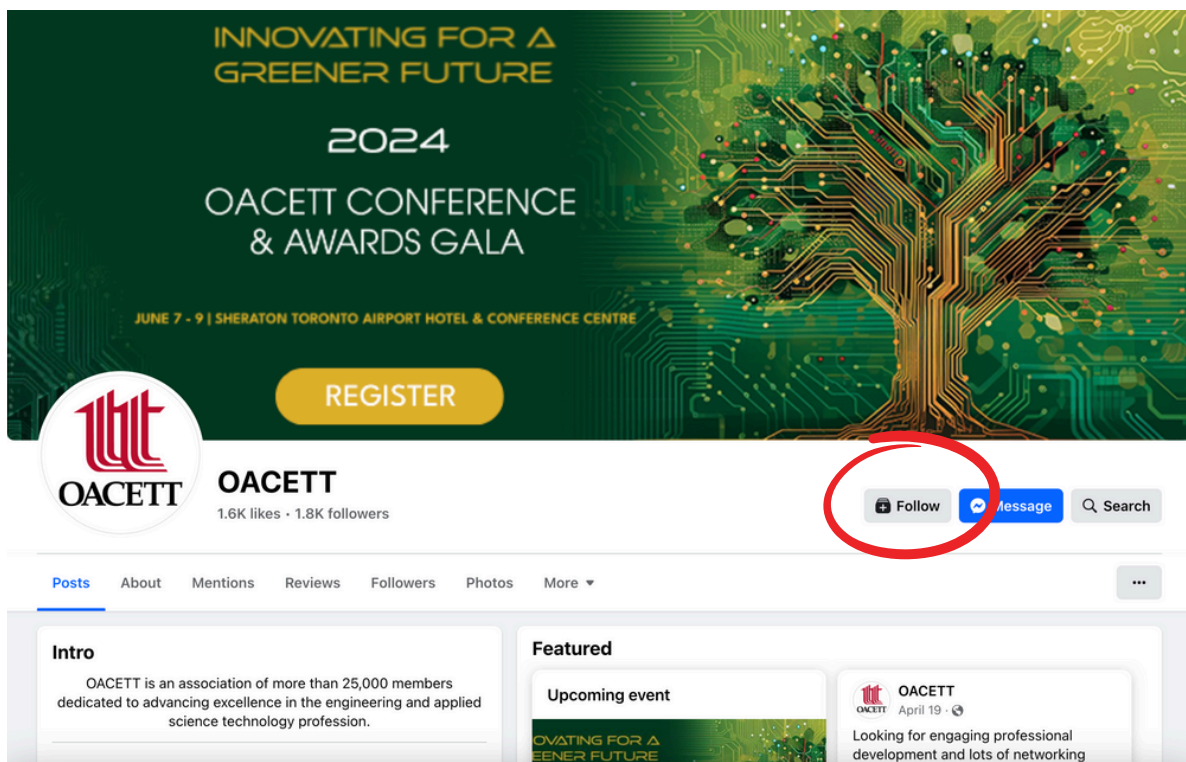 INNOVATING FOR A
GREENER FUTURE
2024
OACETT CONFERENCE
& AWARDS GALA
JUNE 7 - 9 | SHERATON TORONTO AIRPORT HOTEL & CONFERENCE CENTRE
REGISTER
OACETT
OACETT
1.6K likes · 1.8K followers
Follow
Message
Search
Posts
About
Mentions
Reviews
Followers
Photos
More
Intro
OACETT is an association of more than 25,000 members
dedicated to advancing excellence in the engineering and applied
science technology profession.
Featured
Upcoming event
OVATING FOR A
EENER FUTURE
OACETT
OACETT
April 19 ·
Looking for engaging professional
development and lots of networking